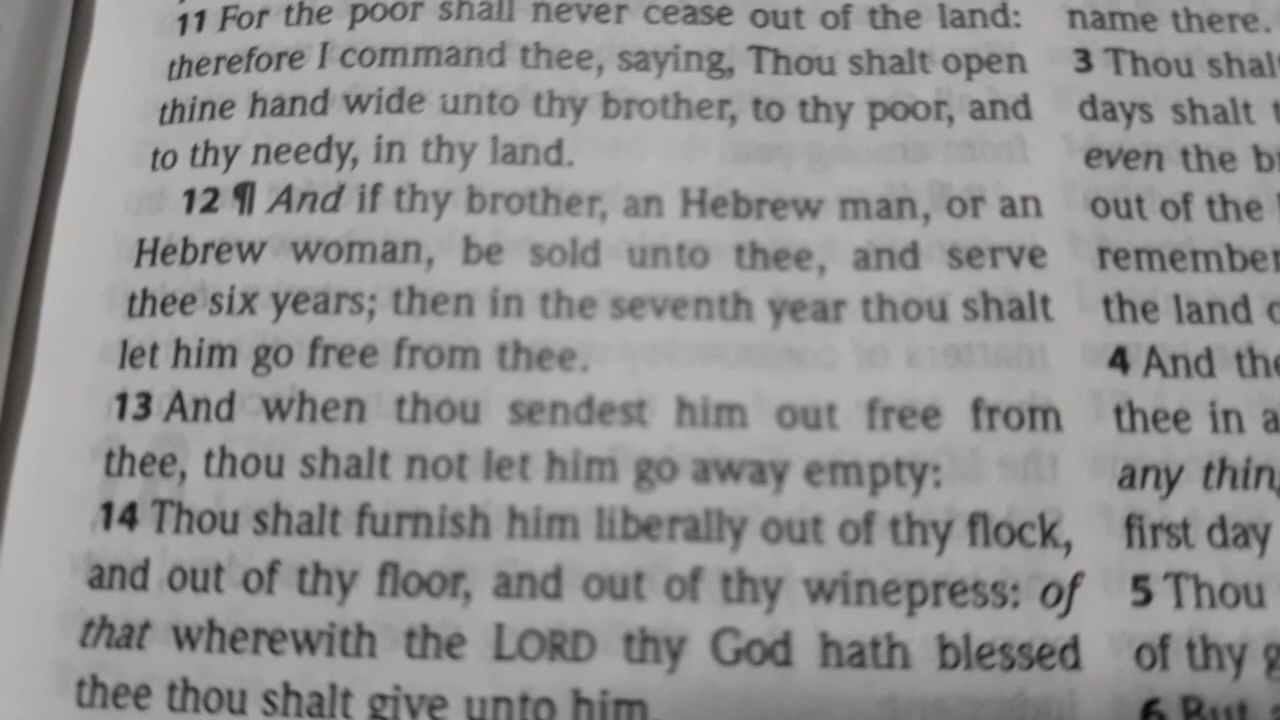 11 For the poor shall never cease out of the land:
therefore I command thee, saying, Thou shalt open
thine hand wide unto thy brother, to thy poor, and
to thy needy, in thy land.
12 ¶ And if thy brother, an Hebrew man, or an
Hebrew woman, be sold unto thee, and serve
thee six years; then in the seventh year thou shalt
let him go free from thee.
13 And when thou sendest him out free from
thee, thou shalt not let him go away empty:
14 Thou shalt furnish him liberally out of thy flock,
and out of thy floor, and out of thy winepress: of
that wherewith the LORD thy God hath blessed
thee thou shalt give unto him.
name there.
3 Thou shal
days shalt
even the
out of the
remember
the land
4 And the
thee in a
any thin
first day
5 Thou
of thy
6 But